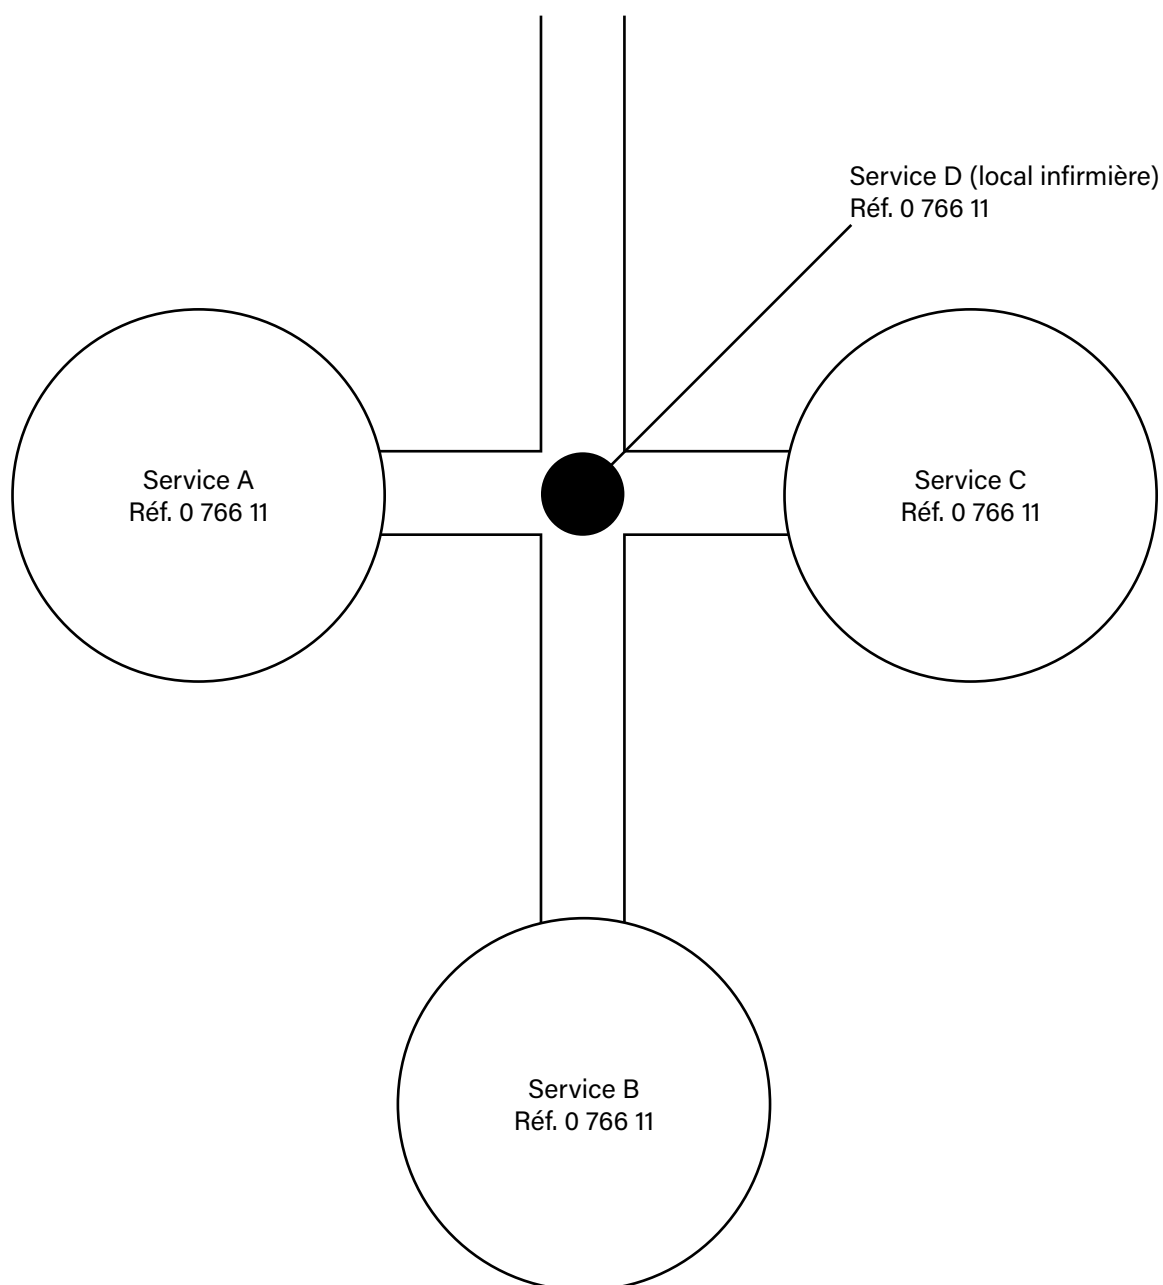 Service D (local infirmière)
Réf. 0 766 11
Service A
Réf. 0 766 11
Service C
Réf. 0 766 11
Service B
Réf. 0 766 11